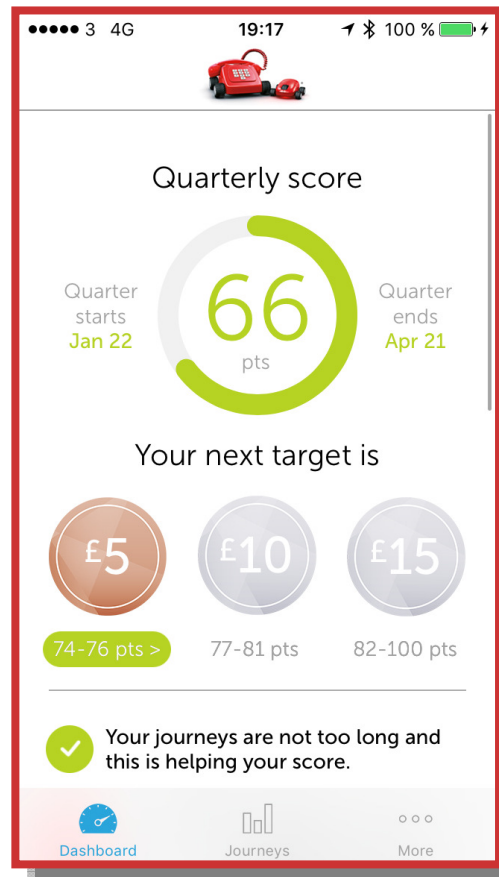 3 4G 19:17 100 %
Quarterly score
Quarter
starts
Jan 22
66
pts
Quarter
ends
Apr 21
Your next target is
£5 £10 £15
74-76 pts > 77-81 pts 82-100 pts
Your journeys are not too long and
this is helping your score.
Dashboard Journeys More